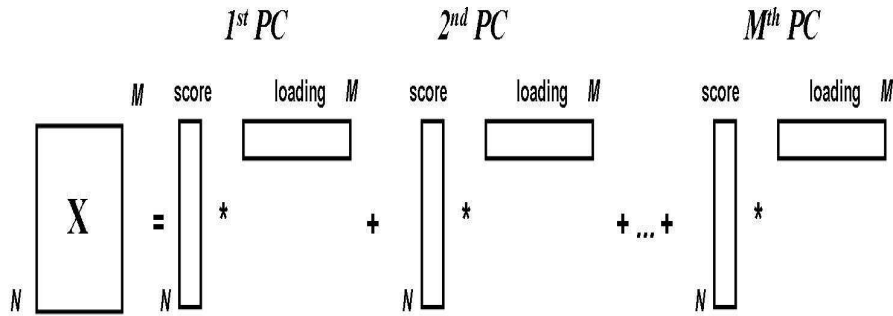 1st PC 2nd PC Mth PC
M score loading M score loading M score loading M
X = * + * + ... + *
N N N N